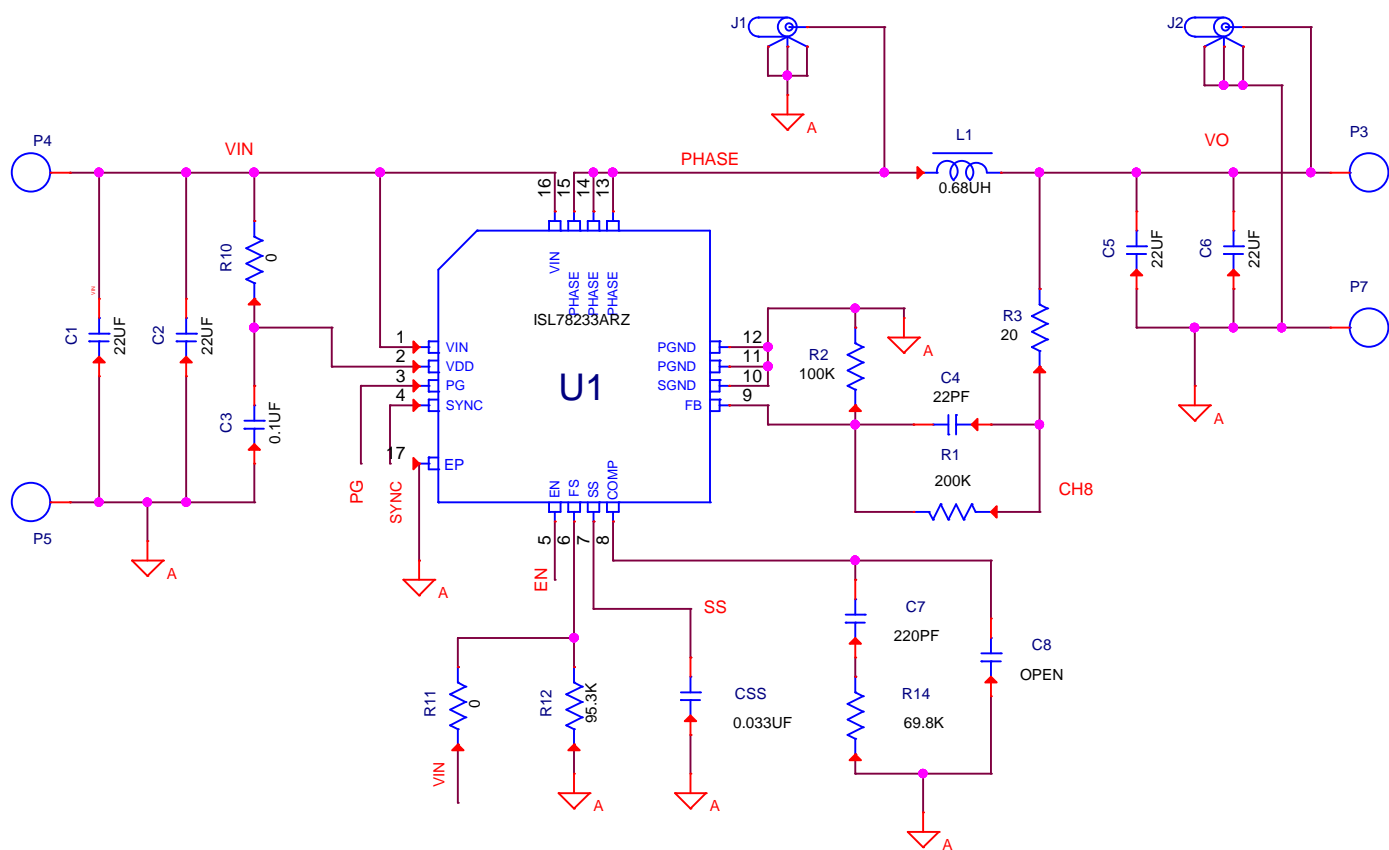 J1
J2
A
P4
VIN
PHASE
L1
0.68UH
VO
P3
16
15
14
13
R10
0
VIN
PHASE
PHASE
PHASE
ISL78233ARZ
C5
22UF
C6
22UF
P7
VIN
C1
22UF
C2
22UF
1
2
3
4
17
VIN
VDD
PG
SYNC
EP
U1
PGND
PGND
SGND
FB
12
11
10
9
R2
100K
A
R3
20
C4
22PF
R1
200K
CH8
A
C3
0.1UF
PG
SYNC
EN
FS
SS
COMP
5
6
7
8
P5
A
A
EN
SS
C7
220PF
C8
OPEN
R11
0
R12
95.3K
CSS
0.033UF
R14
69.8K
VIN
A
A
A